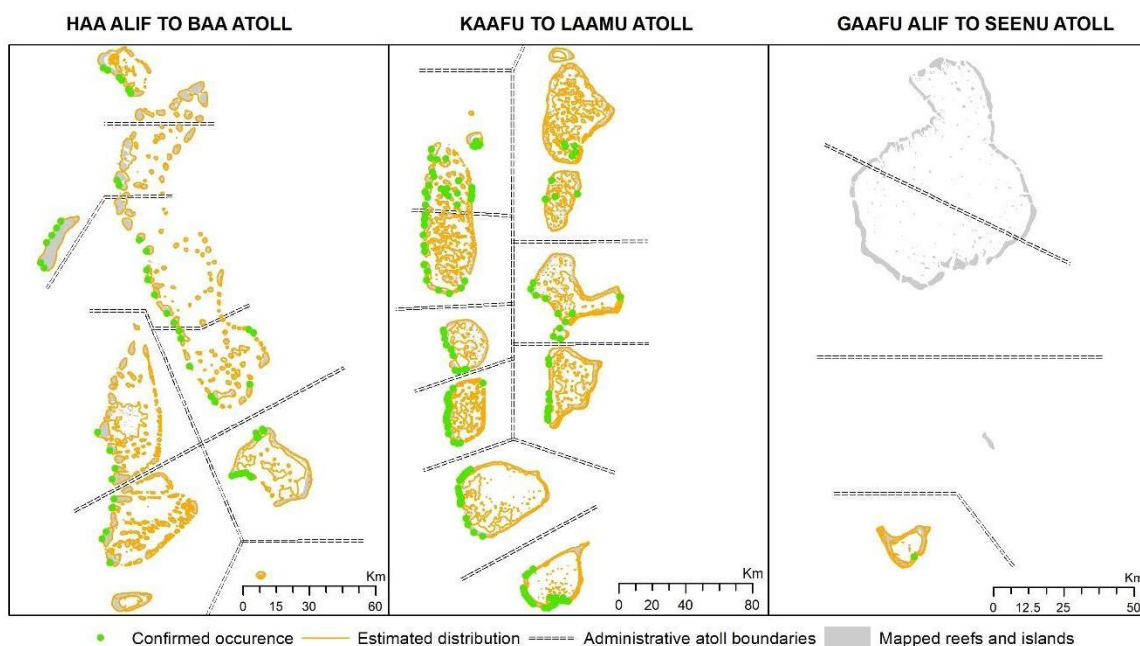 HAA ALIF TO BAA ATOLL
KAAFU TO LAAMU ATOLL
GAAFU ALIF TO SEENU ATOLL
Km
0 15 30 60
Km
0 20 40 80
Km
0 12.5 25 50
Confirmed occurence
Estimated distribution
Administrative atoll boundaries
Mapped reefs and islands